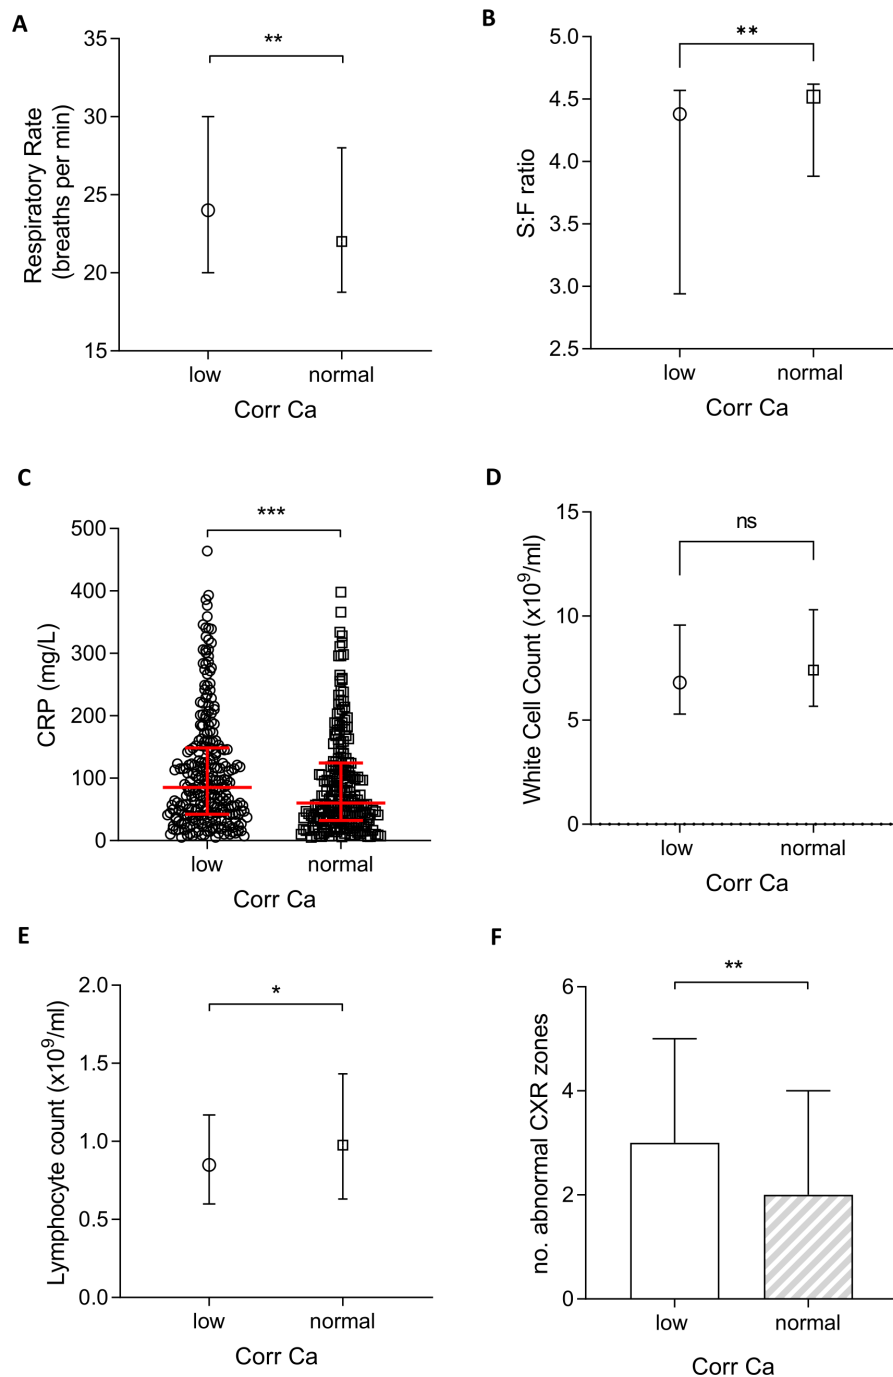 A
**
35
30
25
20
15
Respiratory Rate
(breaths per min)
low
normal
Corr Ca
B
**
5.0
4.5
4.0
3.5
3.0
2.5
S:F ratio
low
normal
Corr Ca
C
***
500
400
300
200
100
0
CRP (mg/L)
low
normal
Corr Ca
D
ns
15
10
5
0
White Cell Count (x10⁹/ml)
low
normal
Corr Ca
E
*
2.0
1.5
1.0
0.5
0.0
Lymphocyte count (x10⁹/ml)
low
normal
Corr Ca
F
**
6
4
2
0
no. abnormal CXR zones
low
normal
Corr Ca